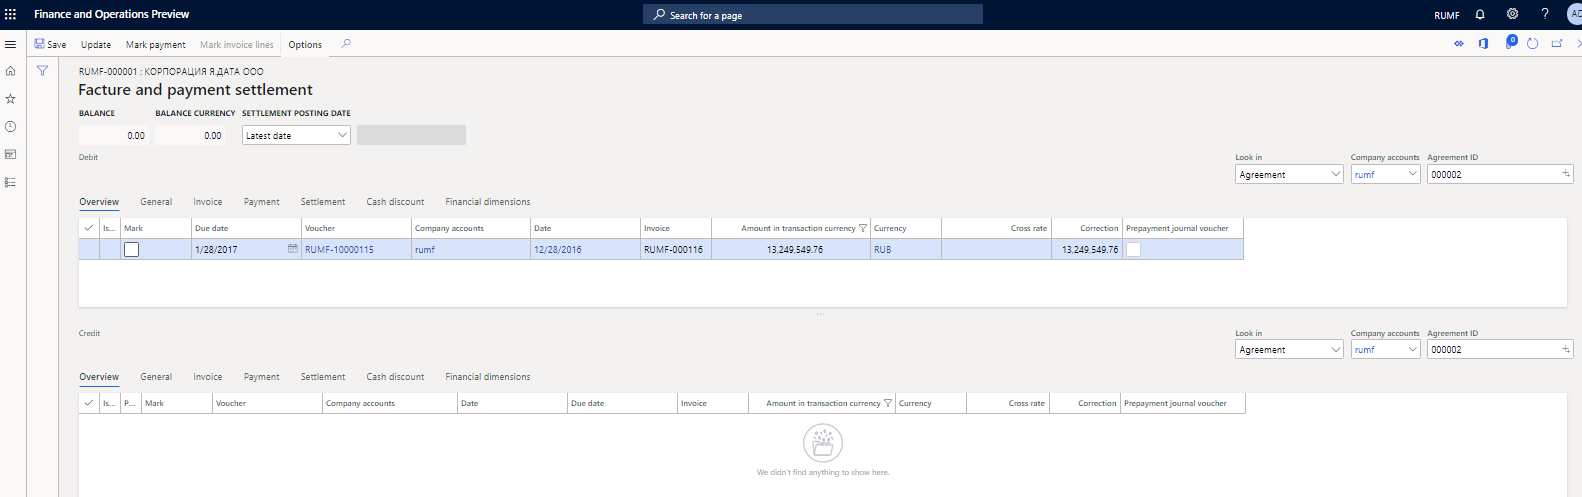 Finance and Operations Preview
Search for a page
RUMF
?
AD
Save Update Mark payment Mark invoice lines Options
0
RUMF-000001 : КОРПОРАЦИЯ Я.ДАТА ООО
Facture and payment settlement
BALANCE BALANCE CURRENCY SETTLEMENT POSTING DATE
0.00 0.00 Latest date
Debit
Look in Company accounts Agreement ID
Agreement rumf 000002
Overview General Invoice Payment Settlement Cash discount Financial dimensions
Is... Mark Due date Voucher Company accounts Date Invoice Amount in transaction currency Currency Cross rate Correction Prepayment journal voucher
1/28/2017 RUMF-10000115 rumf 12/28/2016 RUMF-000116 13,249,549.76 RUB 13,249,549.76
...
Credit
Look in Company accounts Agreement ID
Agreement rumf 000002
Overview General Invoice Payment Settlement Cash discount Financial dimensions
Is... P... Mark Voucher Company accounts Date Due date Invoice Amount in transaction currency Currency Cross rate Correction Prepayment journal voucher
We didn't find anything to show here.